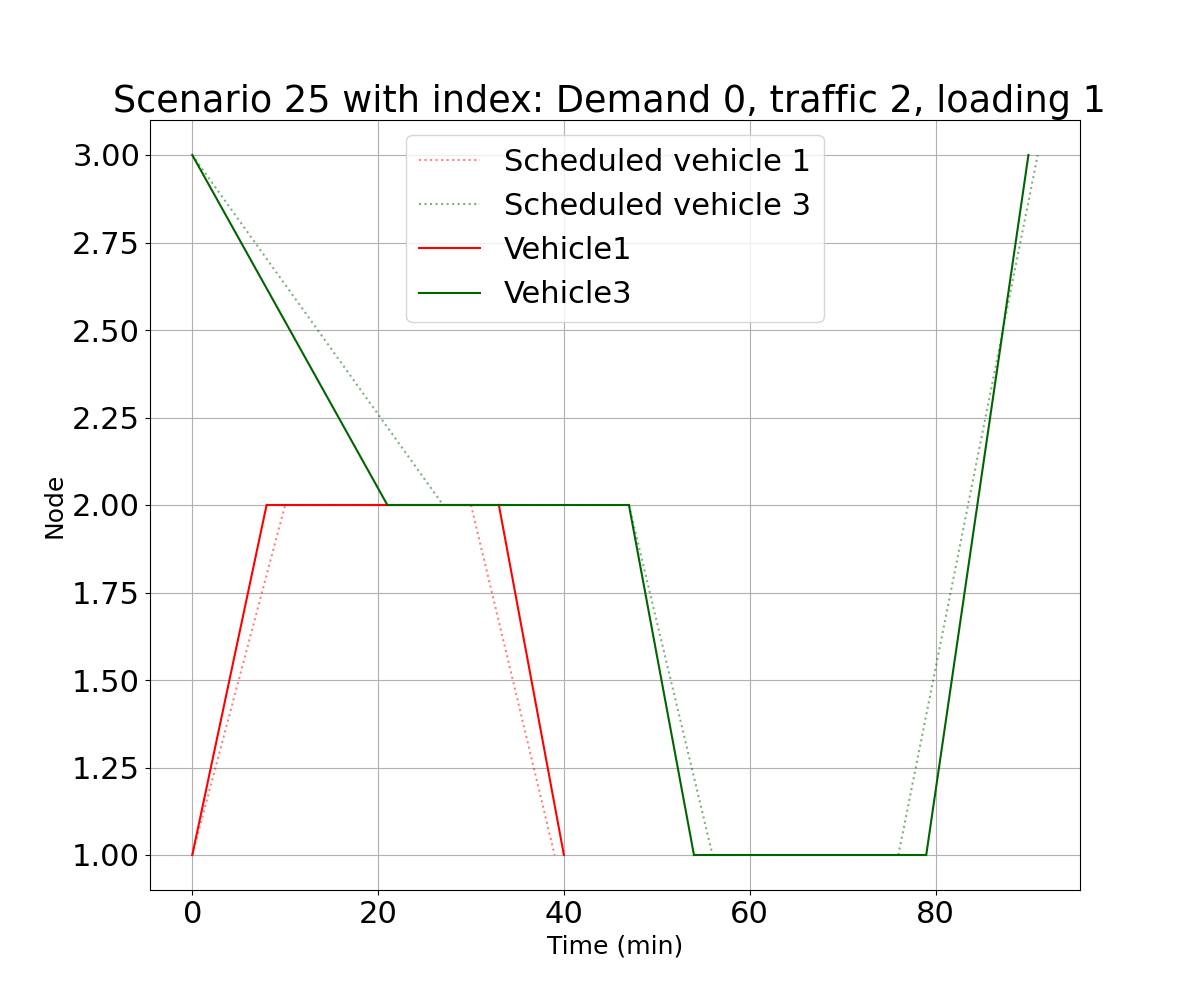 Scenario 25 with index: Demand 0, traffic 2, loading 1
Scheduled vehicle 1
Scheduled vehicle 3
Vehicle1
Vehicle3
3.00
2.75
2.50
2.25
2.00
1.75
1.50
1.25
1.00
Node
0 20 40 60 80
Time (min)